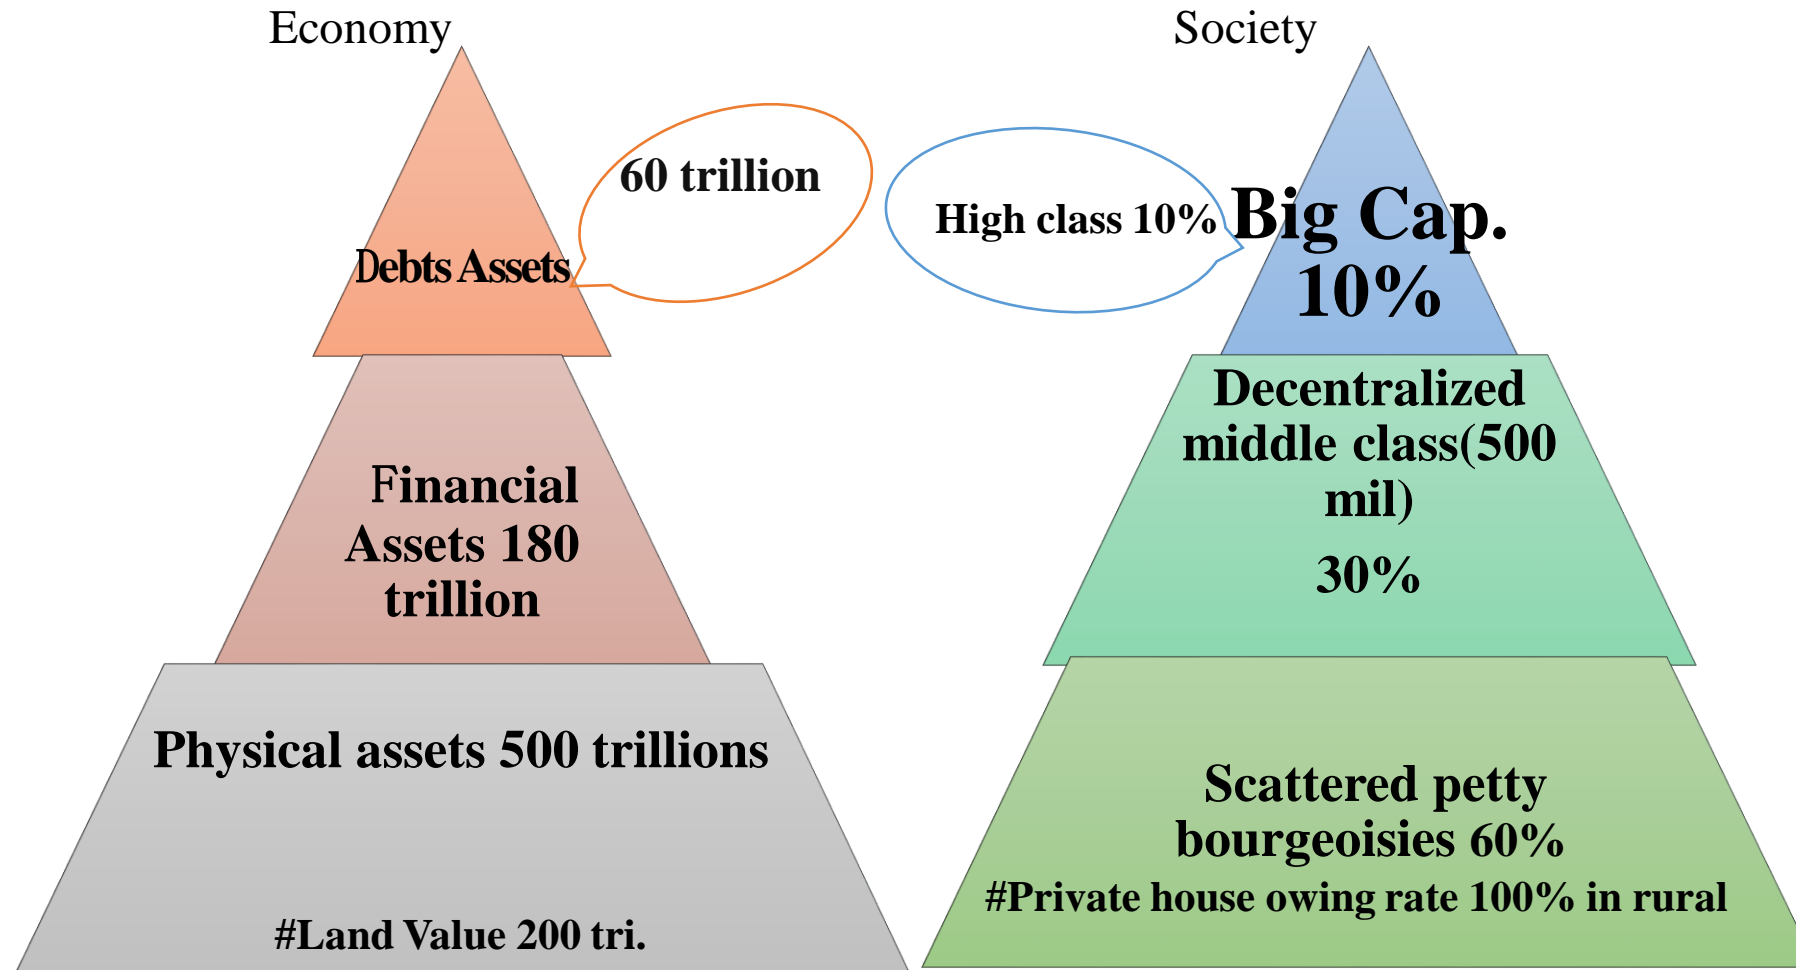 Economy
60 trillion
Debts Assets
Financial
Assets 180
trillion
Physical assets 500 trillions
#Land Value 200 tri.
Society
High class 10%
Big Cap.
10%
Decentralized
middle class(500
mil)
30%
Scattered petty
bourgeoisies 60%
#Private house owing rate 100% in rural